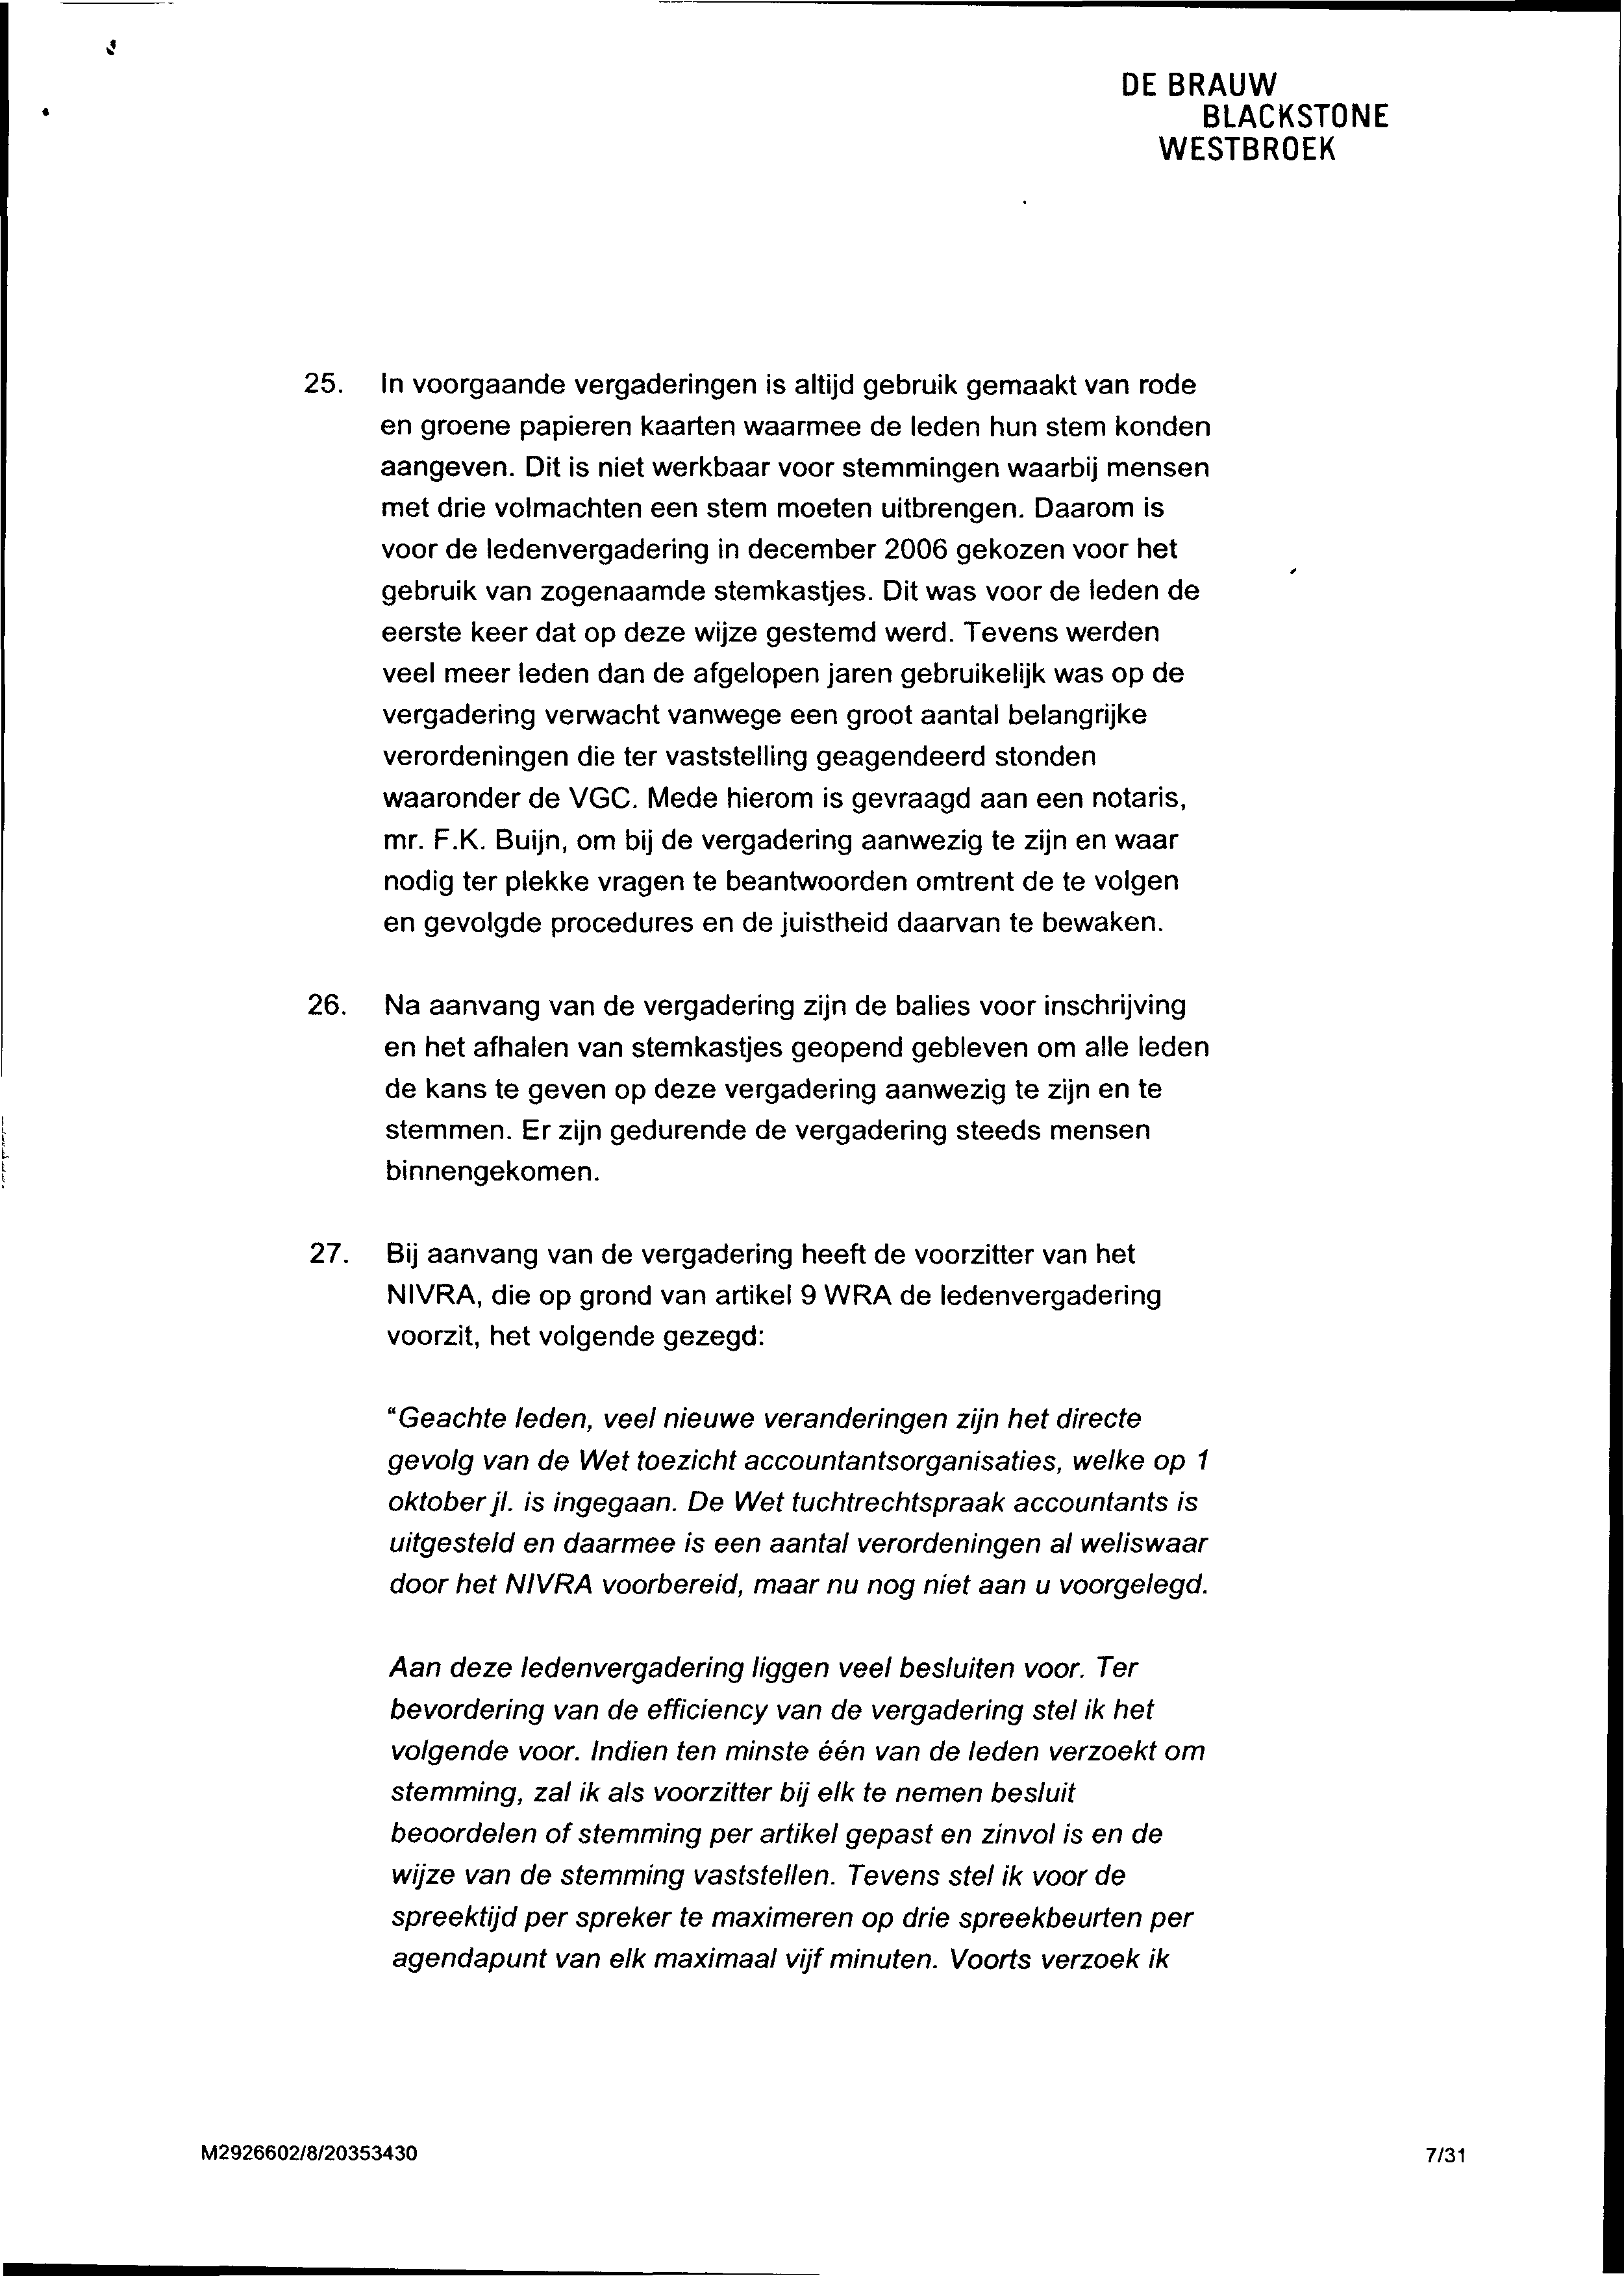 DE BRAUW
BLACKSTONE
WESTBROEK
25. In voorgaande vergaderingen is altijd gebruik gemaakt van rode
en groene papieren kaarten waarmee de leden hun stem konden
aangeven. Dit is niet werkbaar voor stemmingen waarbij mensen
met drie volmachten een stem moeten uitbrengen. Daarom is
voor de ledenvergadering in december 2006 gekozen voor het
gebruik van zogenaamde stemkastjes. Dit was voor de leden de
eerste keer dat op deze wijze gestemd werd. Tevens werden
veel meer leden dan de afgelopen jaren gebruikelijk was op de
vergadering verwacht vanwege een groot aantal belangrijke
verordeningen die ter vaststelling geagendeerd stonden
waaronder de VGC. Mede hierom is gevraagd aan een notaris,
mr. F.K. Buijn, om bij de vergadering aanwezig te zijn en waar
nodig ter plekke vragen te beantwoorden omtrent de te volgen
en gevolgde procedures en de juistheid daarvan te bewaken.
26. Na aanvang van de vergadering zijn de balies voor inschrijving
en het afhalen van stemkastjes geopend gebleven om alle leden
de kans te geven op deze vergadering aanwezig te zijn en te
stemmen. Er zijn gedurende de vergadering steeds mensen
binnengekomen.
27. Bij aanvang van de vergadering heeft de voorzitter van het
NIVRA, die op grond van artikel 9 WRA de ledenvergadering
voorzit, het volgende gezegd:
“Geachte leden, veel nieuwe veranderingen zijn het directe
gevolg van de Wet toezicht accountantsorganisaties, welke op 1
oktober jl. is ingegaan. De Wet tuchtrechtspraak accountants is
uitgesteld en daarmee is een aantal verordeningen al weliswaar
door het NIVRA voorbereid, maar nu nog niet aan u voorgelegd.
Aan deze ledenvergadering liggen veel besluiten voor. Ter
bevordering van de efficiency van de vergadering stel ik het
volgende voor. Indien ten minste één van de leden verzoekt om
stemming, zal ik als voorzitter bij elk te nemen besluit
beoordelen of stemming per artikel gepast en zinvol is en de
wijze van de stemming vaststellen. Tevens stel ik voor de
spreektijd per spreker te maximeren op drie spreekbeurten per
agendapunt van elk maximaal vijf minuten. Voorts verzoek ik
M2926602/8/20353430
7/31